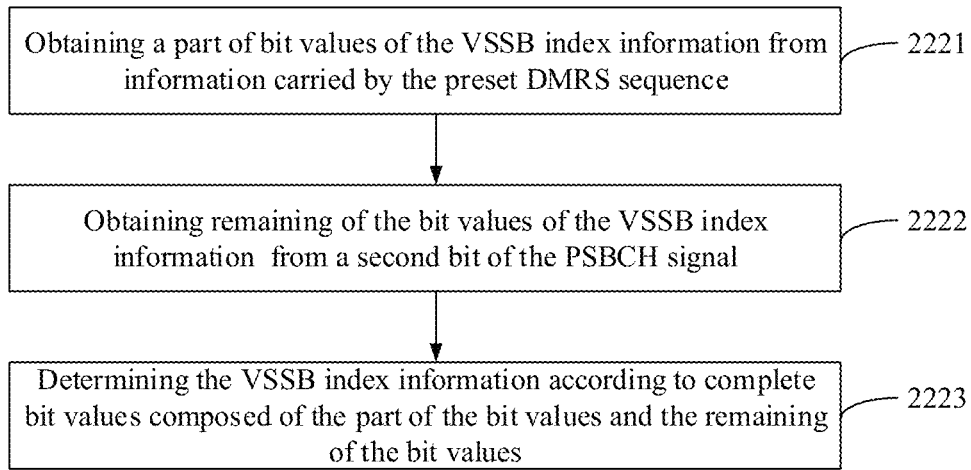 Obtaining a part of bit values of the VSSB index information from
information carried by the preset DMRS sequence
2221
Obtaining remaining of the bit values of the VSSB index
information from a second bit of the PSBCH signal
2222
Determining the VSSB index information according to complete
bit values composed of the part of the bit values and the remaining
of the bit values
2223